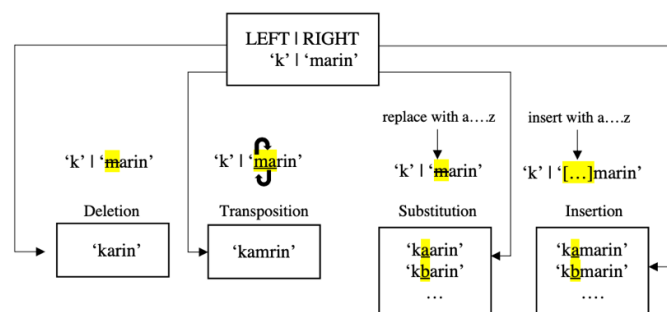 LEFT | RIGHT
‘k’ | ‘marin’
replace with a….z
insert with a….z
‘k’ | ‘marin’
‘k’ | ‘marin’
‘k’ | ‘marin’
‘k’ | ‘[…]marin’
Deletion
Transposition
Substitution
Insertion
‘karin’
‘kamrin’
‘kaarin’
‘kbarin’
…
‘kamarin’
‘kbmarin’
….